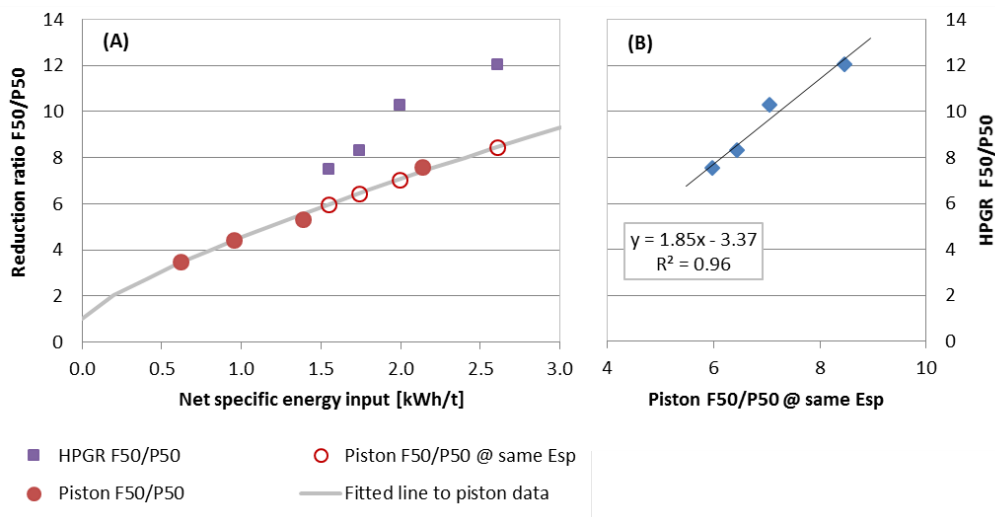 (A)
Reduction ratio F50/P50
14
12
10
8
6
4
2
0
0.0 0.5 1.0 1.5 2.0 2.5 3.0
Net specific energy input [kWh/t]
(B)
y = 1.85x - 3.37
R² = 0.96
14
12
10
8
6
4
2
0
HPGR F50/P50
4 6 8 10
Piston F50/P50 @ same Esp
HPGR F50/P50
Piston F50/P50 @ same Esp
Piston F50/P50
Fitted line to piston data